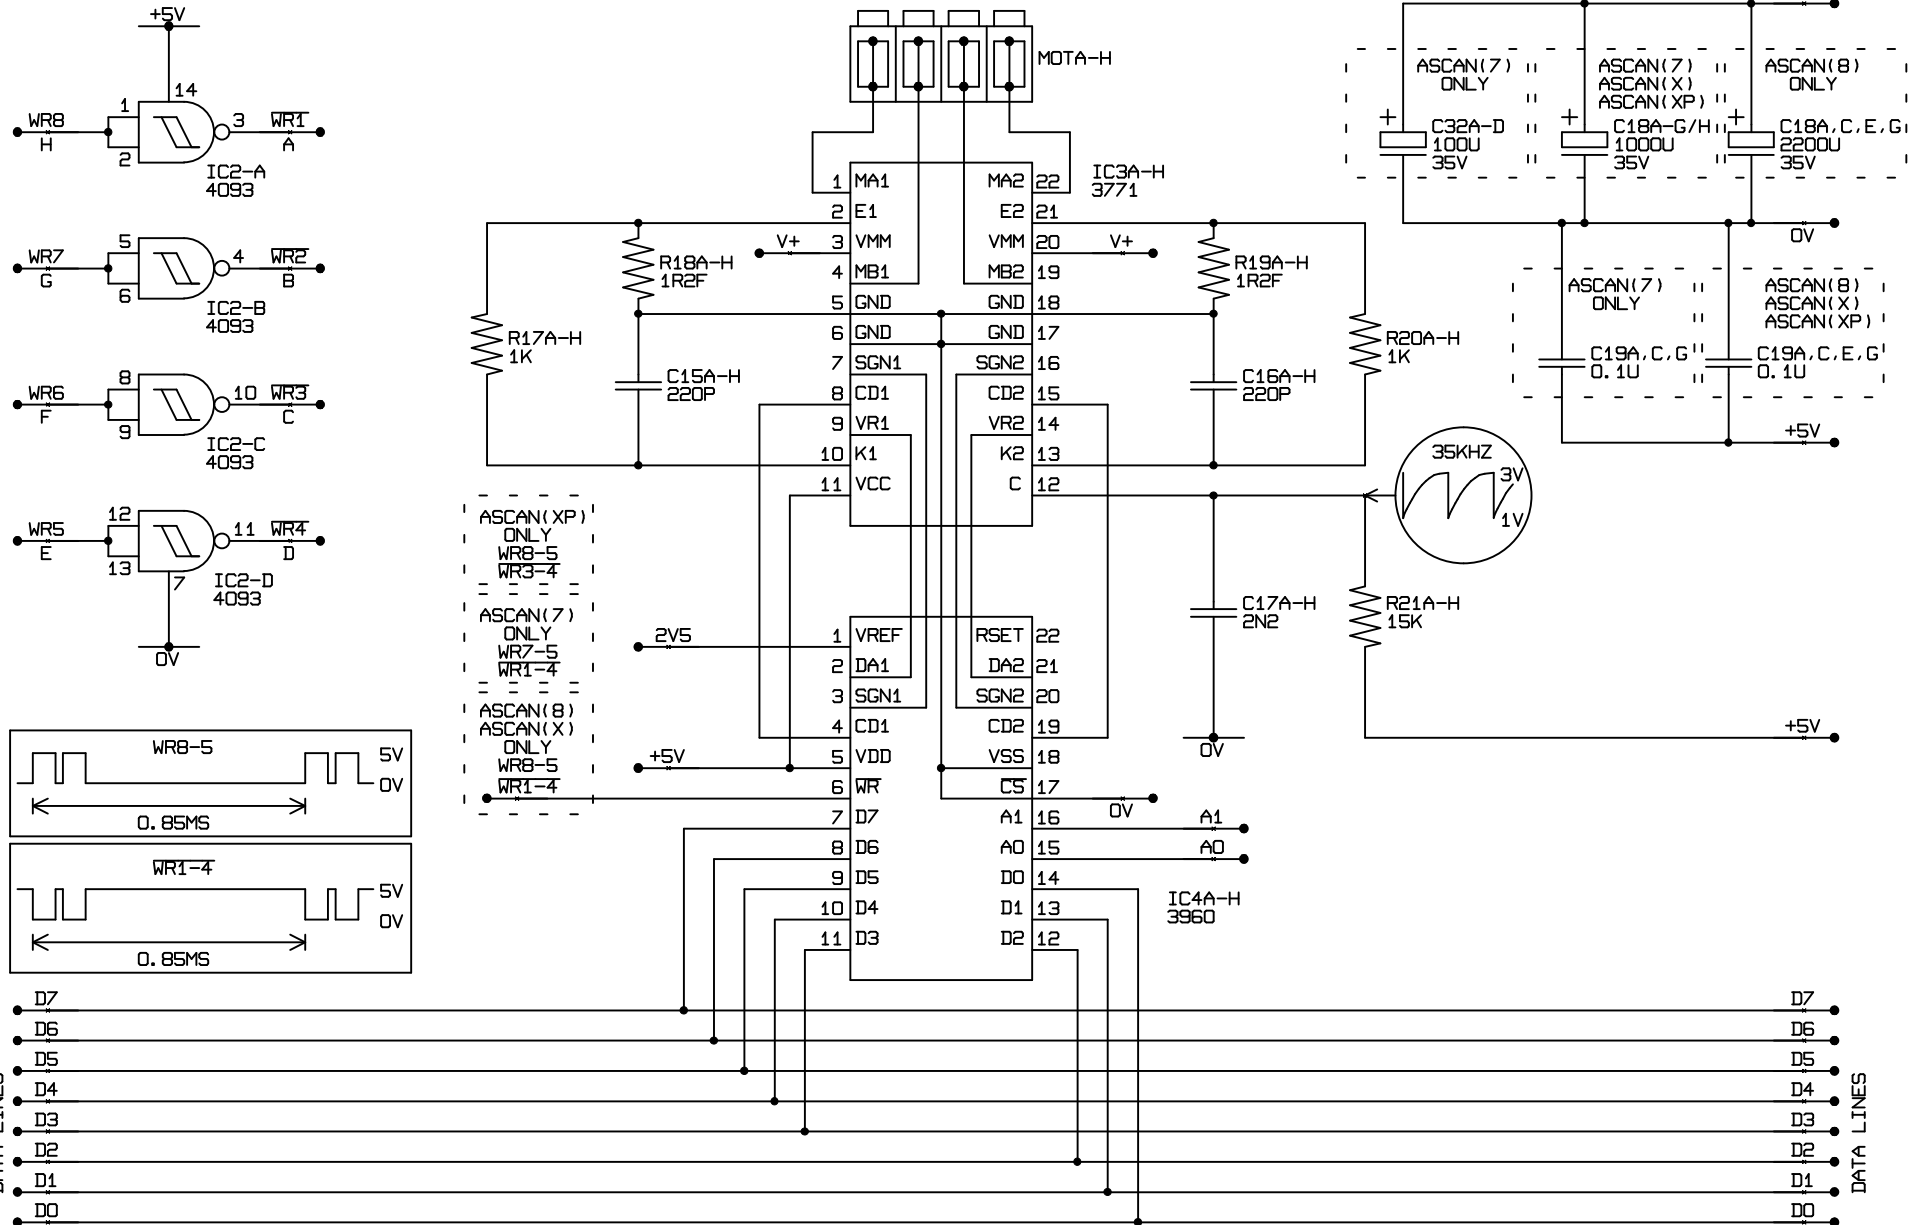 +5V
14
1
2
3
WR8
H
WR1
A
IC2-A
4093
5
6
4
WR7
G
WR2
B
IC2-B
4093
8
9
10
WR6
F
WR3
C
IC2-C
4093
12
13
11
WR5
E
WR4
D
7
IC2-D
4093
0V
WR8-5
5V
0V
0.85MS
WR1-4
5V
0V
0.85MS
ASCAN(XP)
ONLY
WR8-5
WR3-4
ASCAN(7)
ONLY
WR7-5
WR1-4
ASCAN(8)
ASCAN(X)
ONLY
WR8-5
WR1-4
MOTA-H
IC3A-H
3771
1 MA1
2 E1
3 VMM
4 MB1
5 GND
6 GND
7 SGN1
8 CD1
9 VR1
10 K1
11 VCC
MA2 22
E2 21
VMM 20
MB2 19
GND 18
GND 17
SGN2 16
CD2 15
VR2 14
K2 13
C 12
V+
V+
R18A-H
1R2F
R17A-H
1K
C15A-H
220P
R19A-H
1R2F
R20A-H
1K
C16A-H
220P
35KHZ
3V
1V
C17A-H
2N2
0V
R21A-H
15K
+5V
2V5
+5V
1 VREF
2 DA1
3 SGN1
4 CD1
5 VDD
6 WR
7 D7
8 D6
9 D5
10 D4
11 D3
RSET 22
DA2 21
SGN2 20
CD2 19
VSS 18
CS 17
A1 16
A0 15
D0 14
D1 13
D2 12
0V
A1
A0
IC4A-H
3960
ASCAN(7)
ONLY
C32A-D
100U
35V
ASCAN(7)
ASCAN(X)
ASCAN(XP)
C18A-G/H
1000U
35V
ASCAN(8)
ONLY
C18A,C,E,G
2200U
35V
0V
ASCAN(7)
ONLY
C19A,C,G
0.1U
ASCAN(8)
ASCAN(X)
ASCAN(XP)
C19A,C,E,G
0.1U
+5V
D7
D6
D5
D4
D3
D2
D1
D0
D7
D6
D5
D4
D3
D2
D1
D0
DATA LINES